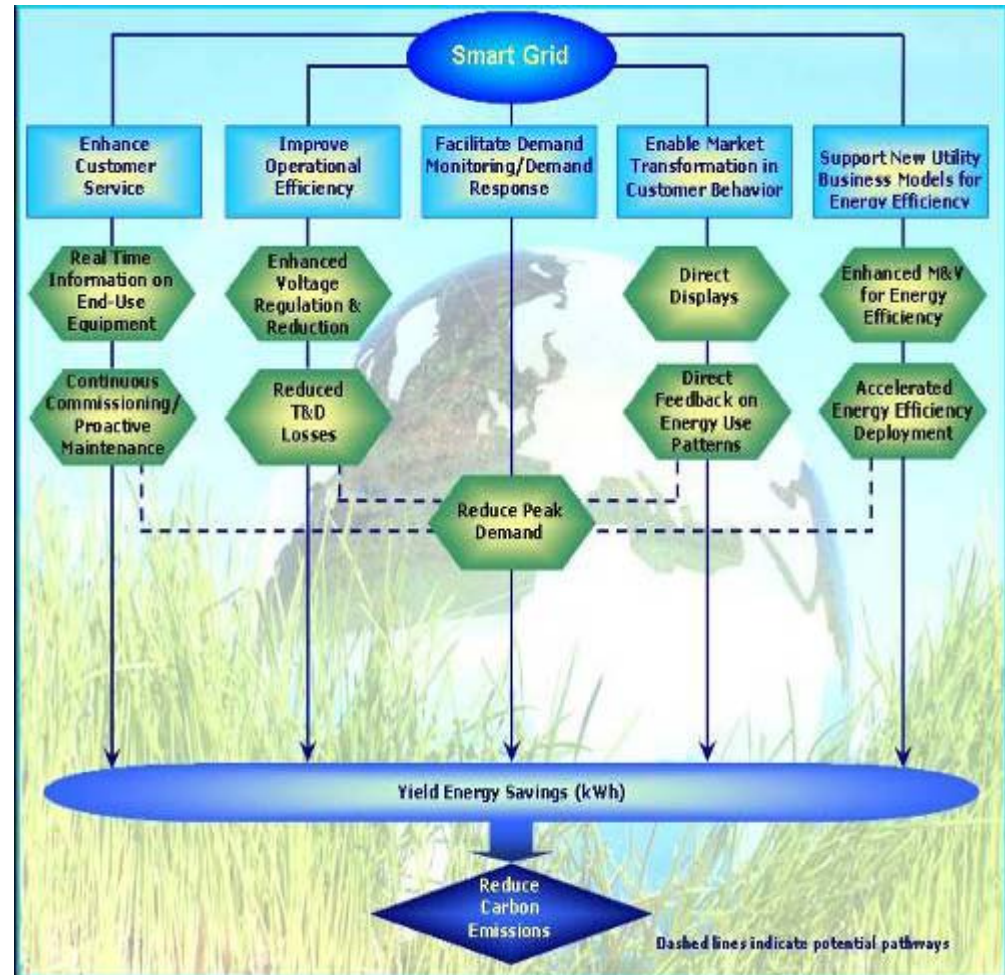 Smart Grid
Enhance
Customer
Service
Improve
Operational
Efficiency
Facilitate Demand
Monitoring/Demand
Response
Enable Market
Transformation in
Customer Behavior
Support New Utility
Business Models for
Energy Efficiency
Real Time
Information on
End-Use
Equipment
Enhanced
Voltage
Regulation &
Reduction
Direct
Displays
Enhanced M&V
for Energy
Efficiency
Continuous
Commissioning/
Proactive
Maintenance
Reduced
T&D
Losses
Direct
Feedback on
Energy Use
Patterns
Accelerated
Energy Efficiency
Deployment
Reduce Peak
Demand
Yield Energy Savings (kWh)
Reduce
Carbon
Emissions
Dashed lines indicate potential pathways